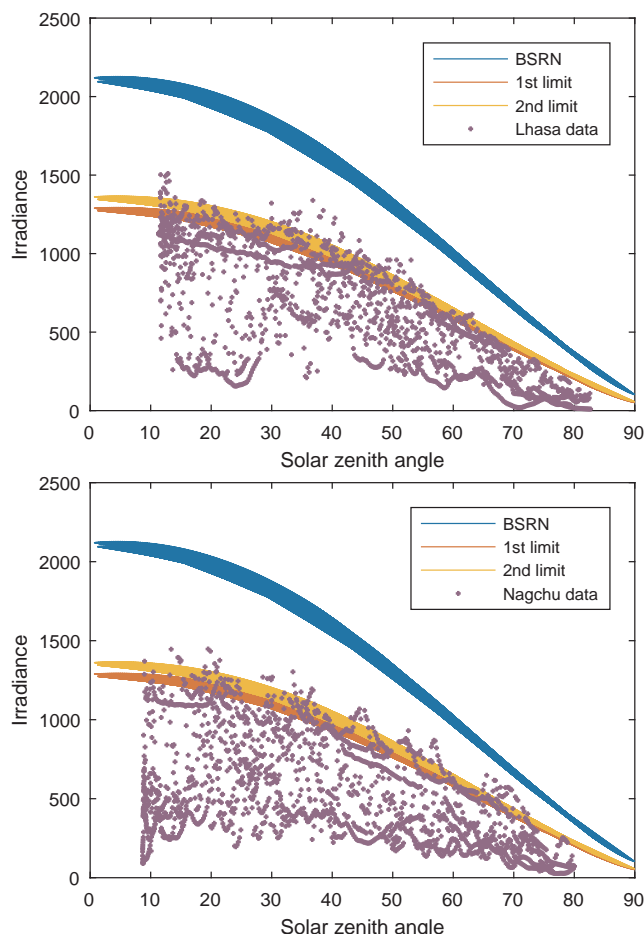 2500
2000
1500
1000
500
0
Irradiance
BSRN
1st limit
2nd limit
Lhasa data
0 10 20 30 40 50 60 70 80 90
Solar zenith angle
2500
2000
1500
1000
500
0
Irradiance
BSRN
1st limit
2nd limit
Nagchu data
0 10 20 30 40 50 60 70 80 90
Solar zenith angle